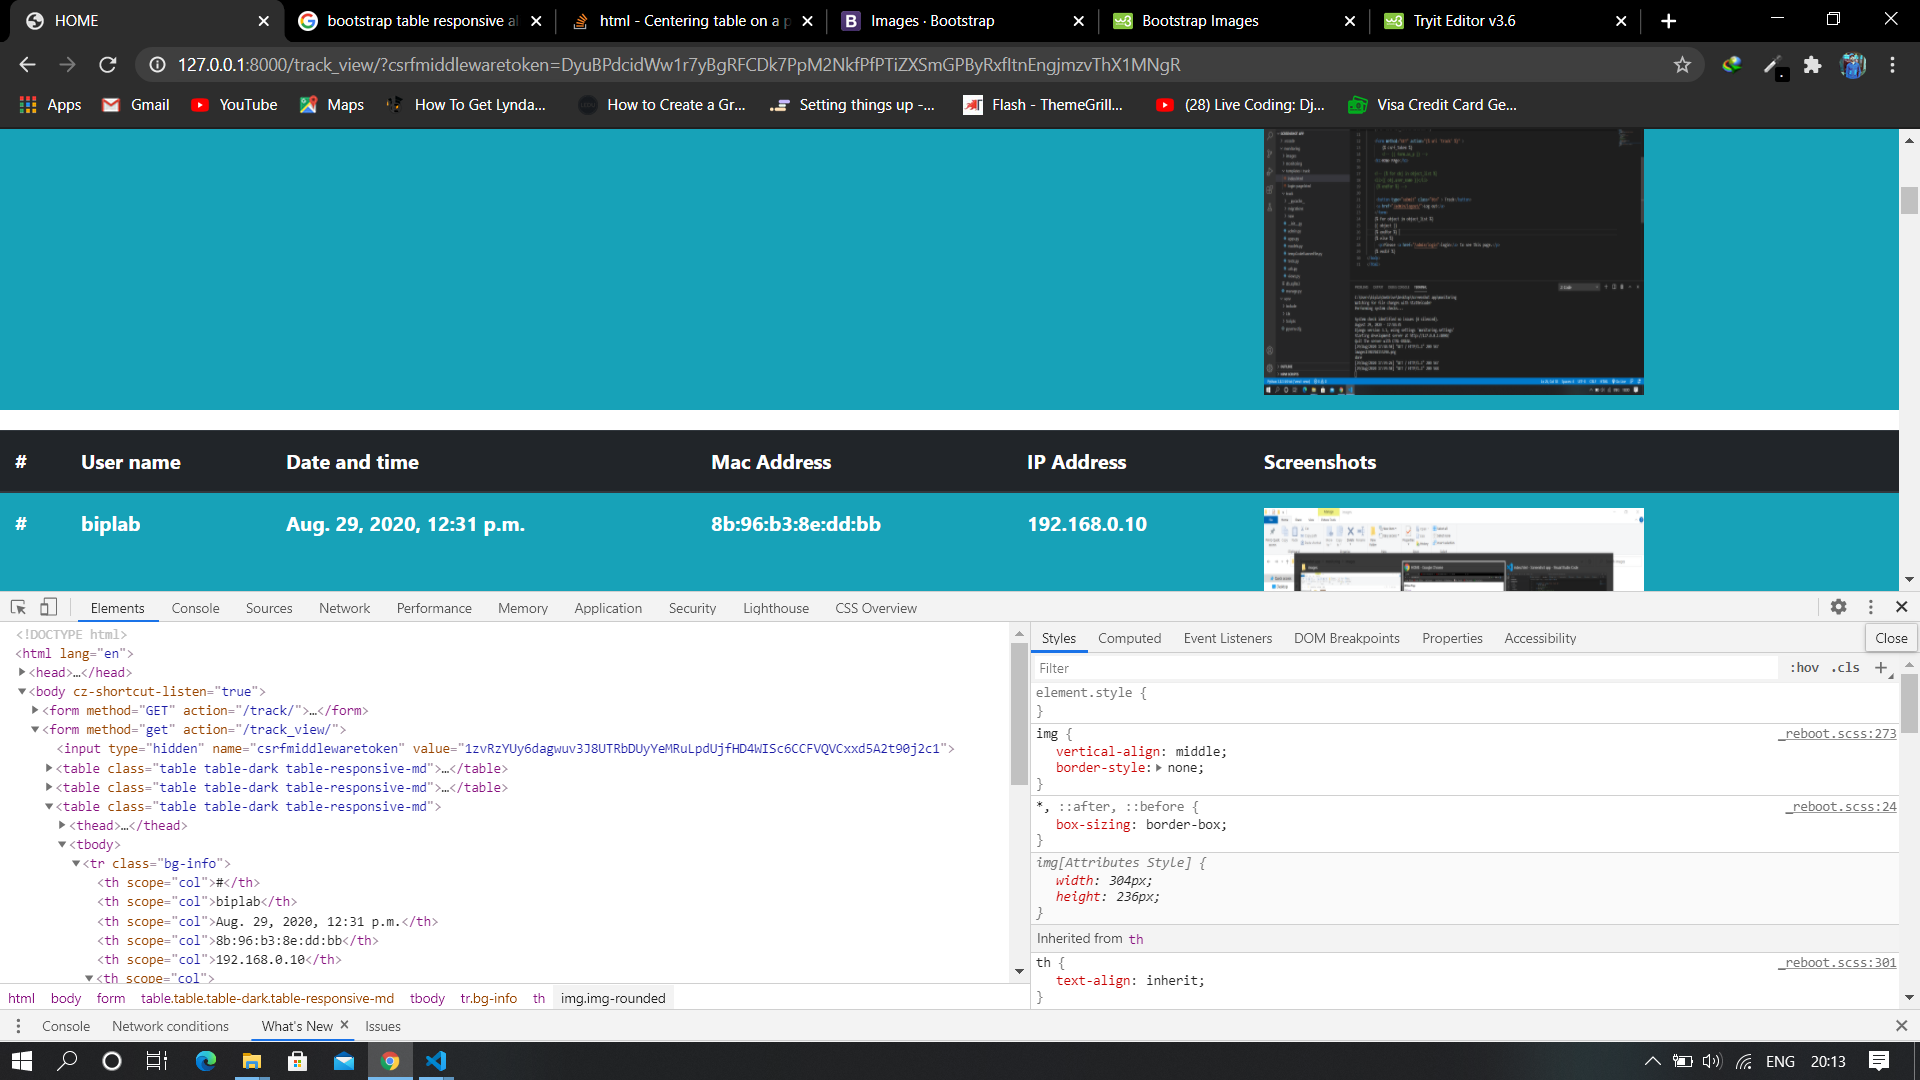 HOME
bootstrap table responsive al
html - Centering table on a p
Images · Bootstrap
Bootstrap Images
Tryit Editor v3.6
127.0.0.1:8000/track_view/?csrfmiddlewaretoken=DyuBPdcidWw1r7yBgRFCDk7PpM2NkfPfPTiZXSmGPByRxfltnEngjmzvThX1MNgR
Apps
Gmail
YouTube
Maps
How To Get Lynda...
How to Create a Gr...
Setting things up -...
Flash - ThemeGrill...
(28) Live Coding: Dj...
Visa Credit Card Ge...
# User name Date and time Mac Address IP Address Screenshots
# biplab Aug. 29, 2020, 12:31 p.m. 8b:96:b3:8e:dd:bb 192.168.0.10
Elements Console Sources Network Performance Memory Application Security Lighthouse CSS Overview
<!DOCTYPE html>
<html lang="en">
<head>…</head>
<body cz-shortcut-listen="true">
<form method="GET" action="/track/">…</form>
<form method="get" action="/track_view/">
<input type="hidden" name="csrfmiddlewaretoken" value="1zvRzYUy6dagwuv3J8UTRbDUyYeMRuLpdUjfHD4WISc6CCFVQVCxxd5A2t90j2c1">
<table class="table table-dark table-responsive-md">…</table>
<table class="table table-dark table-responsive-md">…</table>
<table class="table table-dark table-responsive-md">
<thead>…</thead>
<tbody>
<tr class="bg-info">
<th scope="col">#</th>
<th scope="col">biplab</th>
<th scope="col">Aug. 29, 2020, 12:31 p.m.</th>
<th scope="col">8b:96:b3:8e:dd:bb</th>
<th scope="col">192.168.0.10</th>
<th scope="col">
html body form table.table.table-dark.table-responsive-md tbody tr.bg-info th img.img-rounded
Styles Computed Event Listeners DOM Breakpoints Properties Accessibility
Close
Filter
:hov .cls +
element.style {
}
img { _reboot.scss:273
vertical-align: middle;
border-style: none;
}
*, ::after, ::before { _reboot.scss:24
box-sizing: border-box;
}
img[Attributes Style] {
width: 304px;
height: 236px;
}
Inherited from th
th { _reboot.scss:301
text-align: inherit;
}
Console Network conditions What's New Issues
ENG 20:13